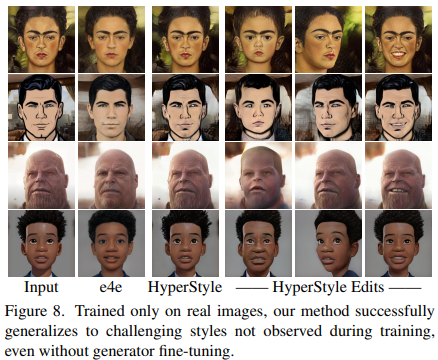 Input e4e HyperStyle —— HyperStyle Edits ——
Figure 8. Trained only on real images, our method successfully
generalizes to challenging styles not observed during training,
even without generator fine-tuning.